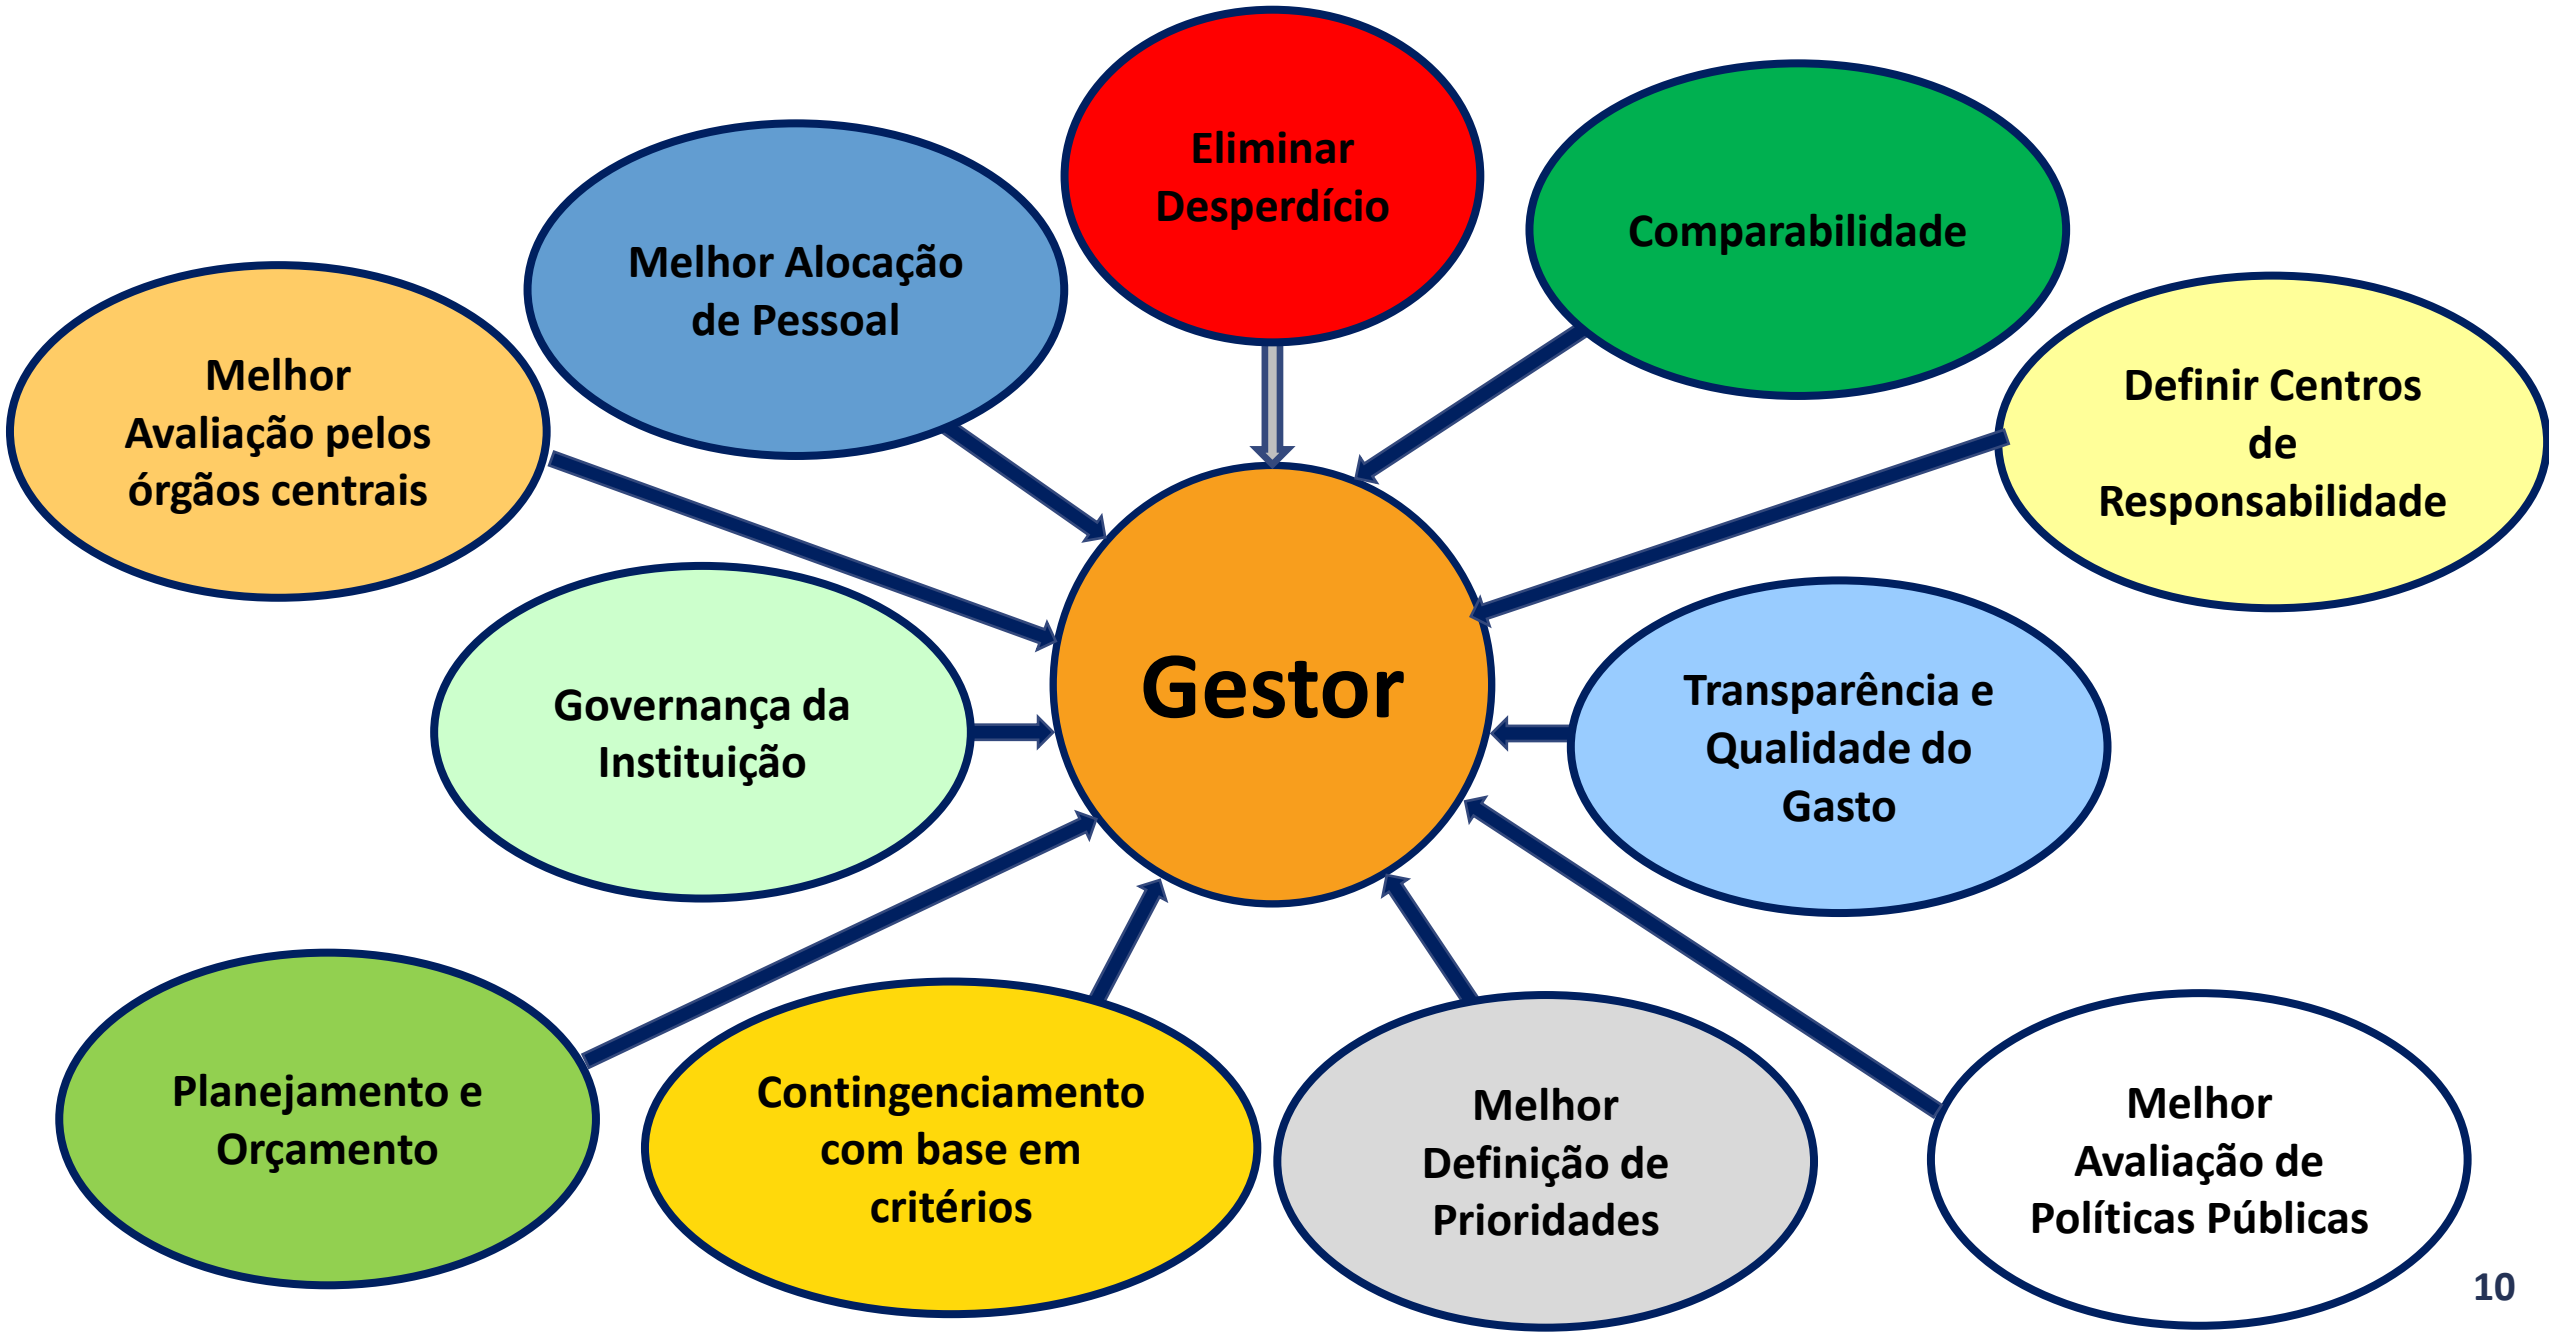 Eliminar
Desperdício
Comparabilidade
Melhor Alocação
de Pessoal
Melhor
Avaliação pelos
órgãos centrais
Definir Centros
de
Responsabilidade
Gestor
Governança da
Instituição
Transparência e
Qualidade do
Gasto
Planejamento e
Orçamento
Contingenciamento
com base em
critérios
Melhor
Definição de
Prioridades
Melhor
Avaliação de
Políticas Públicas
10